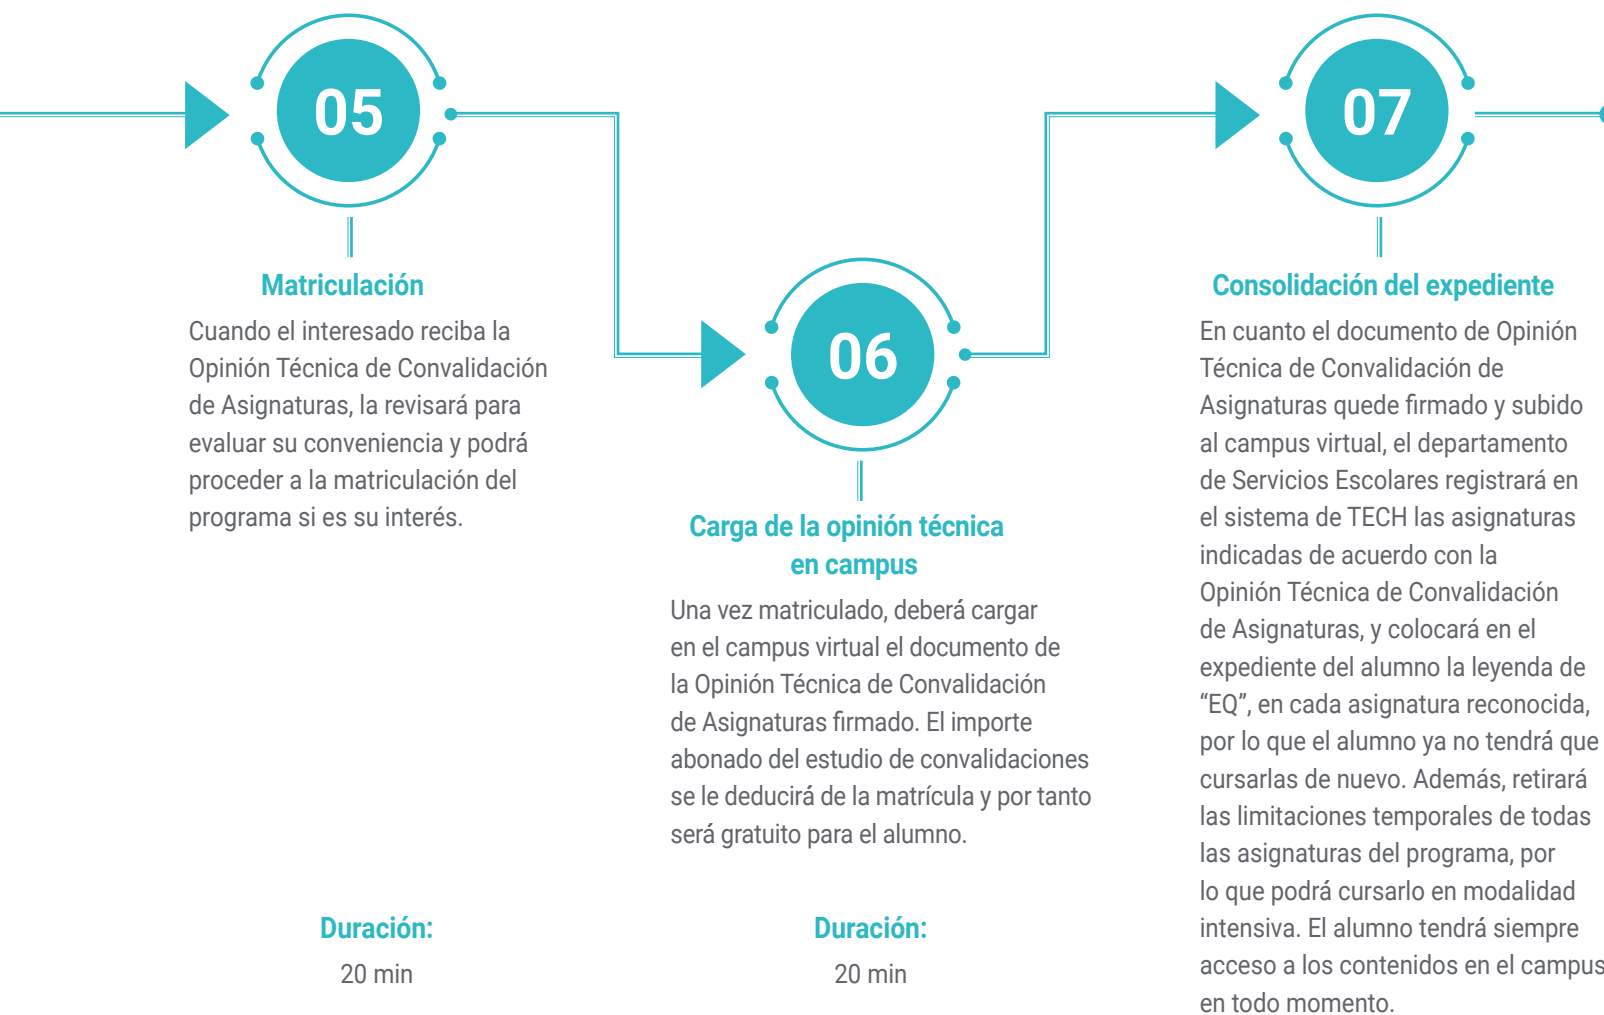 05
Matriculación
Cuando el interesado reciba la
Opinión Técnica de Convalidación
de Asignaturas, la revisará para
evaluar su conveniencia y podrá
proceder a la matriculación del
programa si es su interés.
Duración:
20 min
06
Carga de la opinión técnica
en campus
Una vez matriculado, deberá cargar
en el campus virtual el documento de
la Opinión Técnica de Convalidación
de Asignaturas firmado. El importe
abonado del estudio de convalidaciones
se le deducirá de la matrícula y por tanto
será gratuito para el alumno.
Duración:
20 min
07
Consolidación del expediente
En cuanto el documento de Opinión
Técnica de Convalidación de
Asignaturas quede firmado y subido
al campus virtual, el departamento
de Servicios Escolares registrará en
el sistema de TECH las asignaturas
indicadas de acuerdo con la
Opinión Técnica de Convalidación
de Asignaturas, y colocará en el
expediente del alumno la leyenda de
“EQ”, en cada asignatura reconocida,
por lo que el alumno ya no tendrá que
cursarlas de nuevo. Además, retirará
las limitaciones temporales de todas
las asignaturas del programa, por
lo que podrá cursarlo en modalidad
intensiva. El alumno tendrá siempre
acceso a los contenidos en el campus
en todo momento.